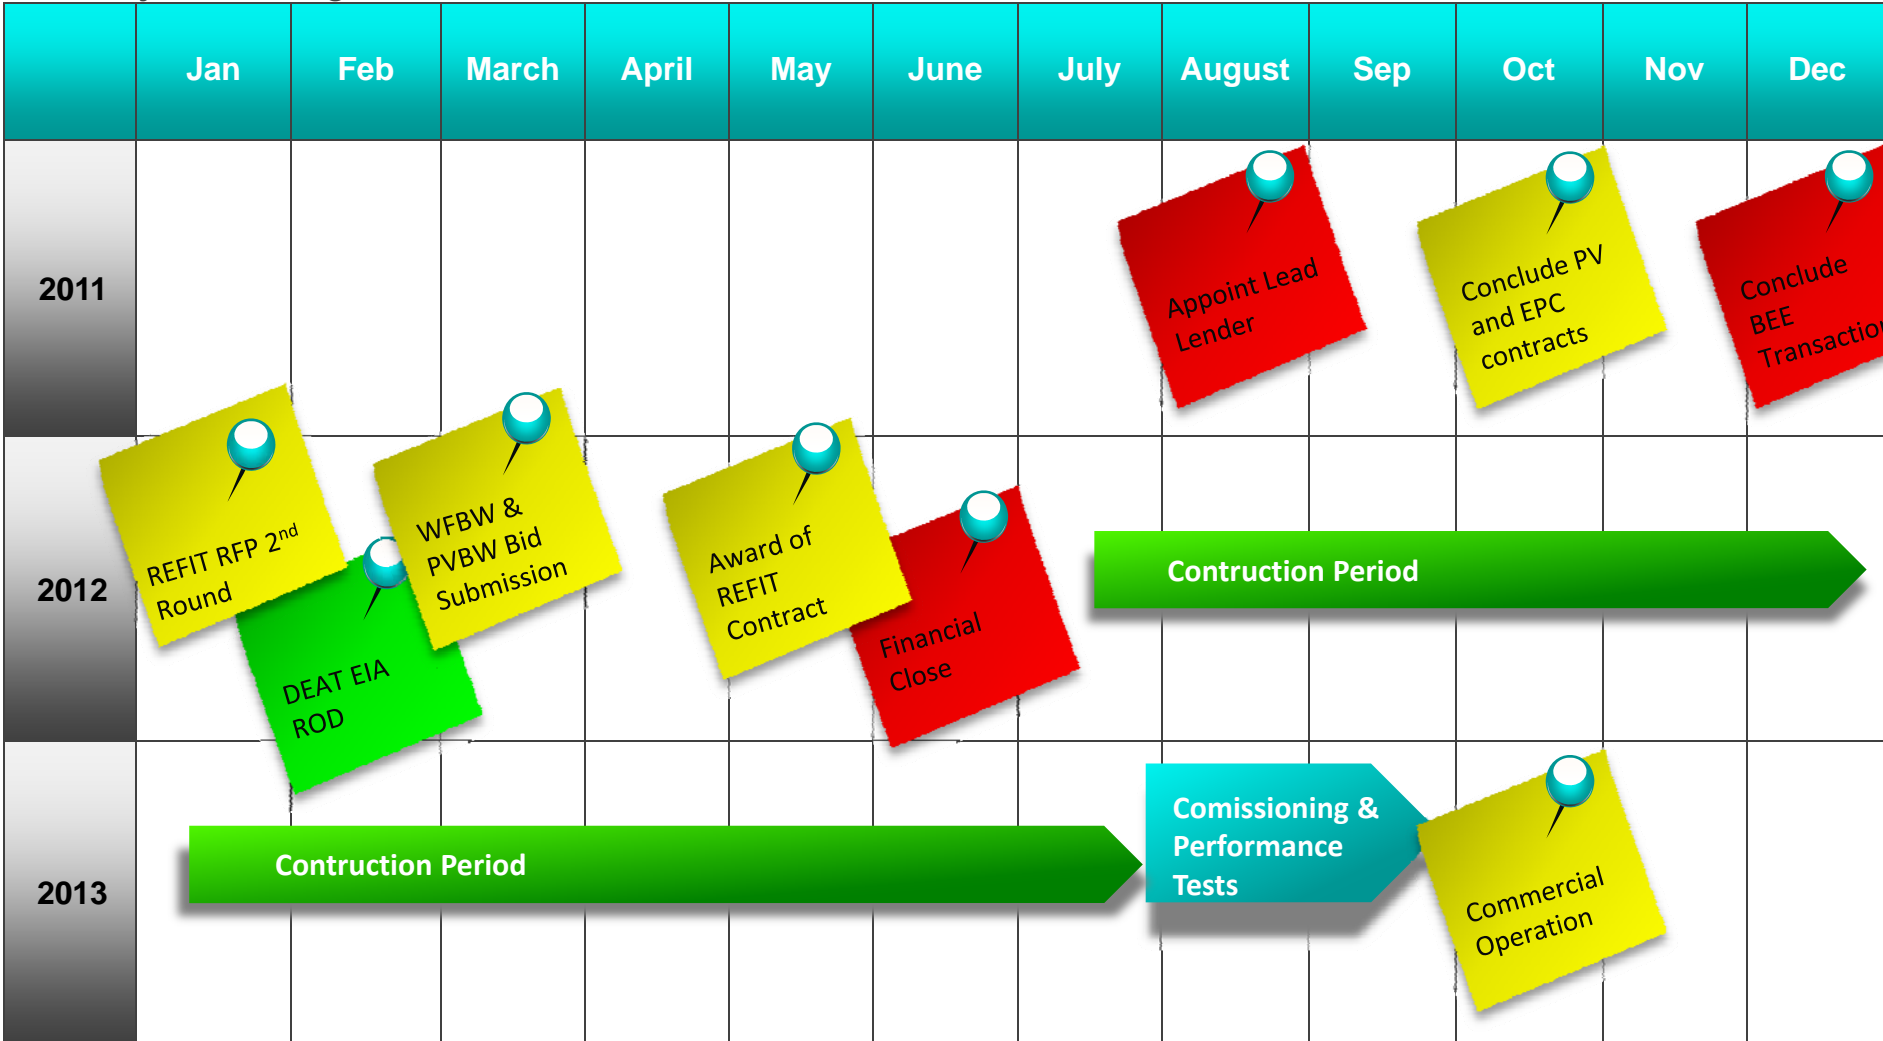 Jan Feb March April May June July August Sep Oct Nov Dec
2011
Appoint Lead
Lender
Conclude PV
and EPC
contracts
Conclude
BEE
2012
REFIT RFP 2nd
Round
DEAT EIA
ROD
WFBW &
PVBW Bid
Submission
Award of
REFIT
Contract
Financial
Close
Contruction Period
2013
Contruction Period
Comissioning &
Performance
Tests
Commercial
Operation